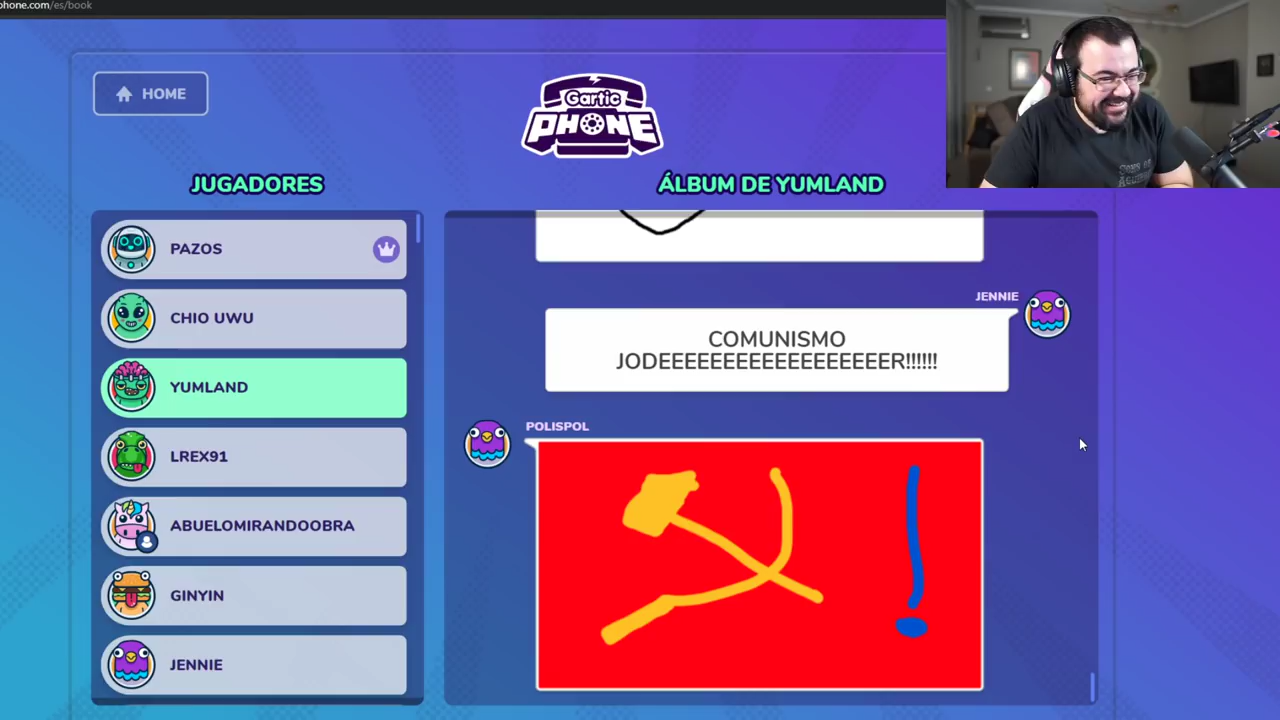 phone.com/es/book
HOME
Gartic
PHONE
JUGADORES
ÁLBUM DE YUMLAND
PAZOS
CHIO UWU
YUMLAND
LREX91
ABUELOMIRANDOOBRA
GINYIN
JENNIE
JENNIE
COMUNISMO
JODEEEEEEEEEEEEEEEEEEER!!!!!!
POLISPOL